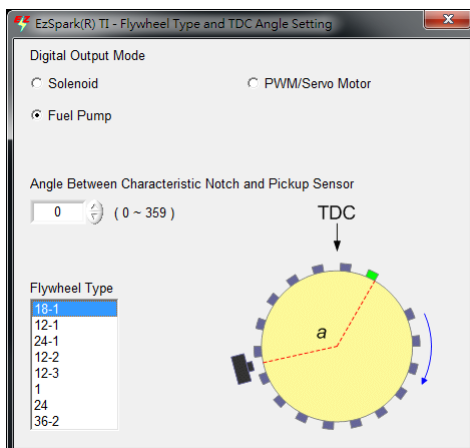 EzSpark(R) TI - Flywheel Type and TDC Angle Setting
Digital Output Mode
Solenoid PWM/Servo Motor
Fuel Pump
Angle Between Characteristic Notch and Pickup Sensor
0 ( 0 ~ 359 )
TDC
Flywheel Type
18-1
12-1
24-1
12-2
12-3
1
24
36-2
a